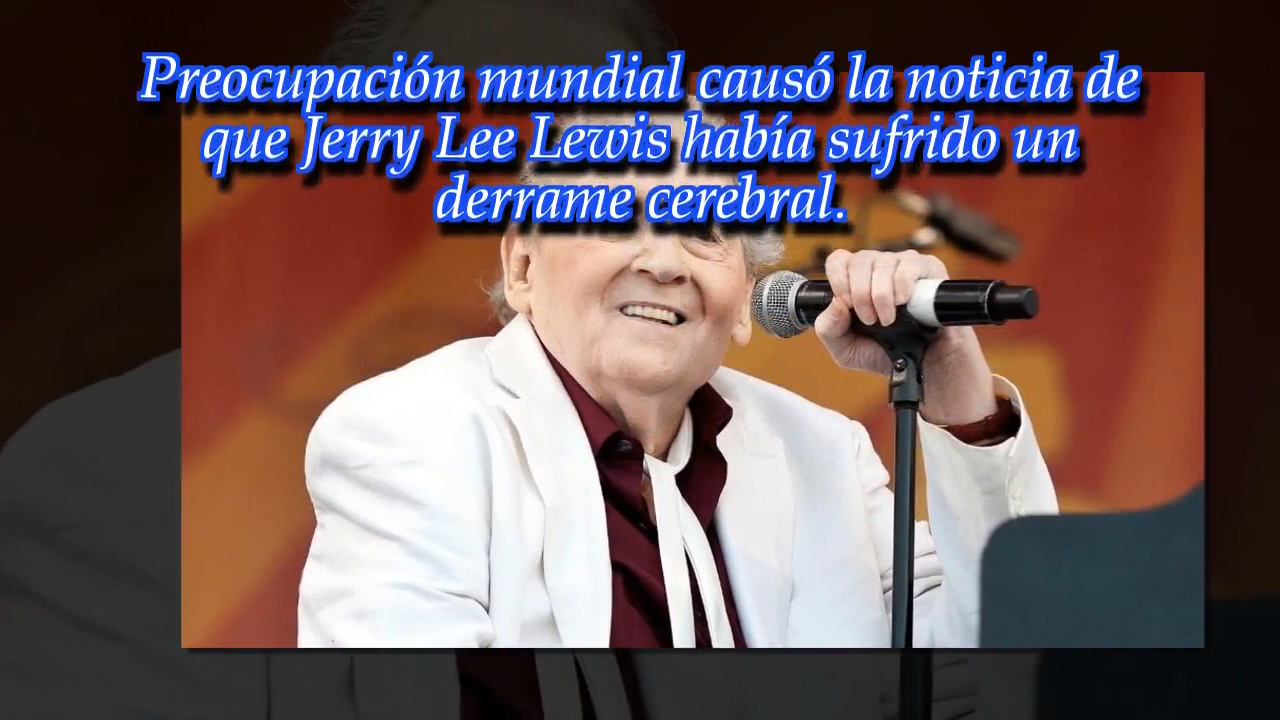 Preocupación mundial causó la noticia de
que Jerry Lee Lewis había sufrido un
derrame cerebral.